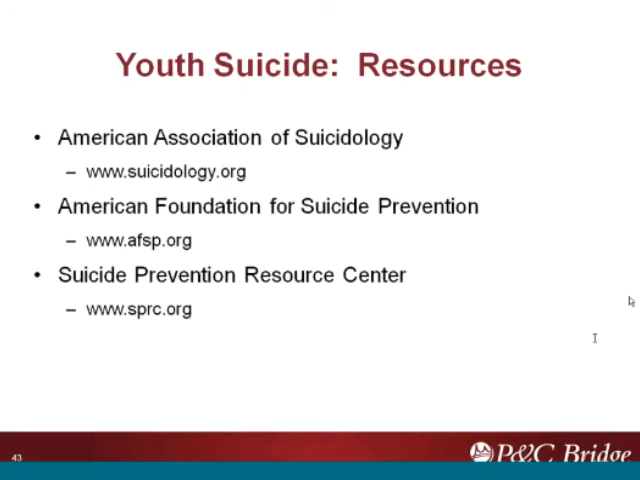 Youth Suicide: Resources
• American Association of Suicidology
– www.suicidology.org
• American Foundation for Suicide Prevention
– www.afsp.org
• Suicide Prevention Resource Center
– www.sprc.org
43
P&C Bridge